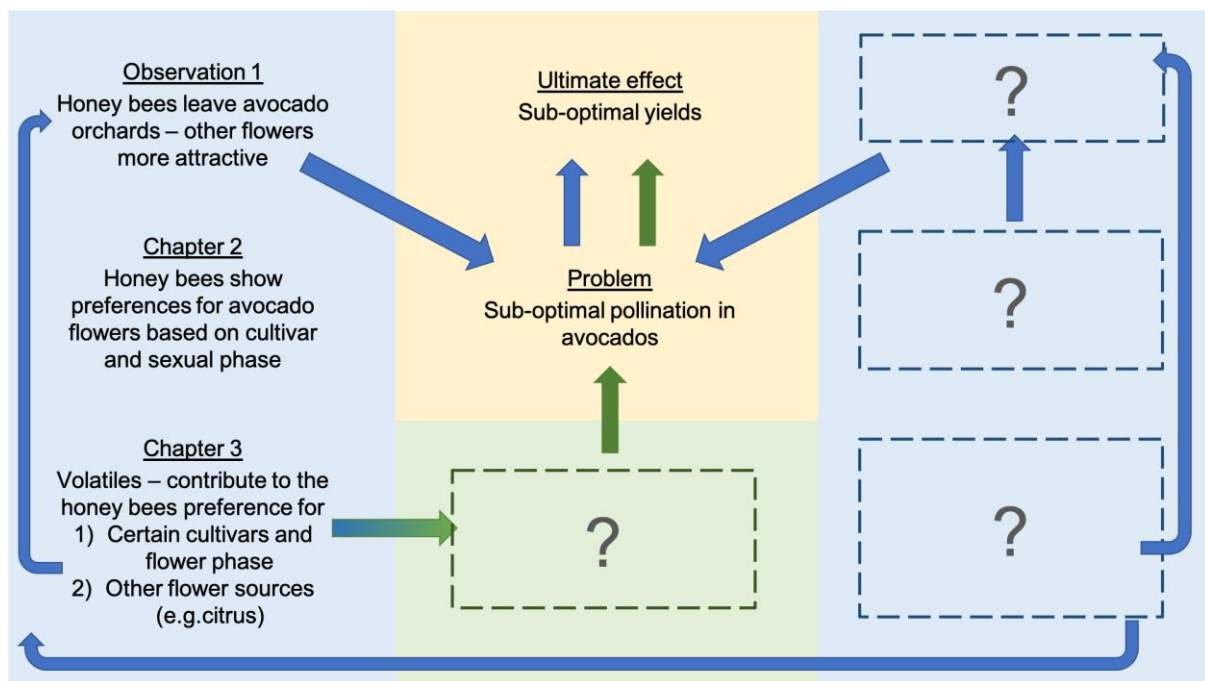 Observation 1
Honey bees leave avocado
orchards – other flowers
more attractive
Chapter 2
Honey bees show
preferences for avocado
flowers based on cultivar
and sexual phase
Chapter 3
Volatiles – contribute to the
honey bees preference for
1) Certain cultivars and
flower phase
2) Other flower sources
(e.g.citrus)
Ultimate effect
Sub-optimal yields
Problem
Sub-optimal pollination in
avocados
?
?
?
?